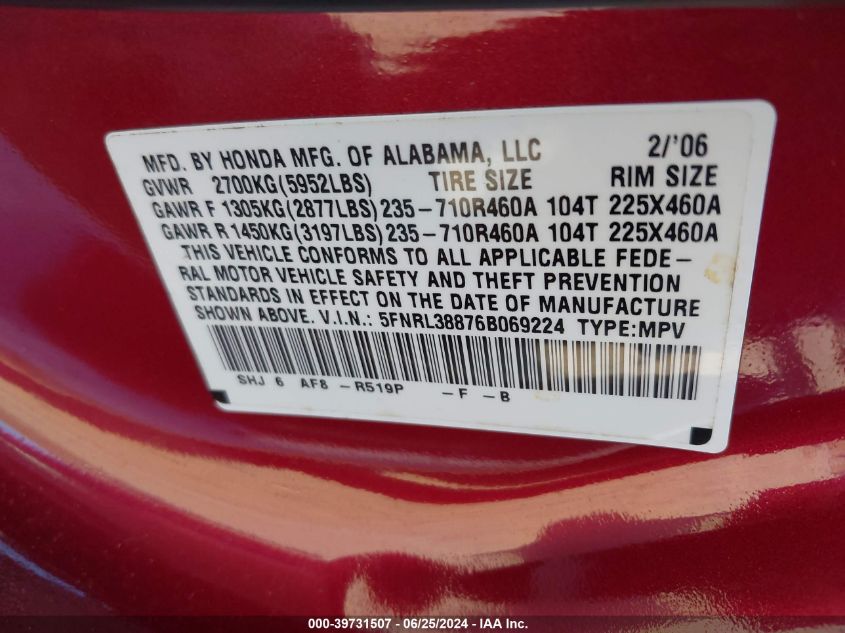 MFD. BY HONDA MFG. OF ALABAMA, LLC 2/'06
GVWR 2700KG(5952LBS) TIRE SIZE RIM SIZE
GAWR F 1305KG(2877LBS) 235-710R460A 104T 225X460A
GAWR R 1450KG(3197LBS) 235-710R460A 104T 225X460A
THIS VEHICLE CONFORMS TO ALL APPLICABLE FEDE-
RAL MOTOR VEHICLE SAFETY AND THEFT PREVENTION
STANDARDS IN EFFECT ON THE DATE OF MANUFACTURE
SHOWN ABOVE. V.I.N.: 5FNRL38876B069224 TYPE:MPV
SHJ 6 AF8 -R519P -F -B
000-39731507 - 06/25/2024 - IAAI Inc.